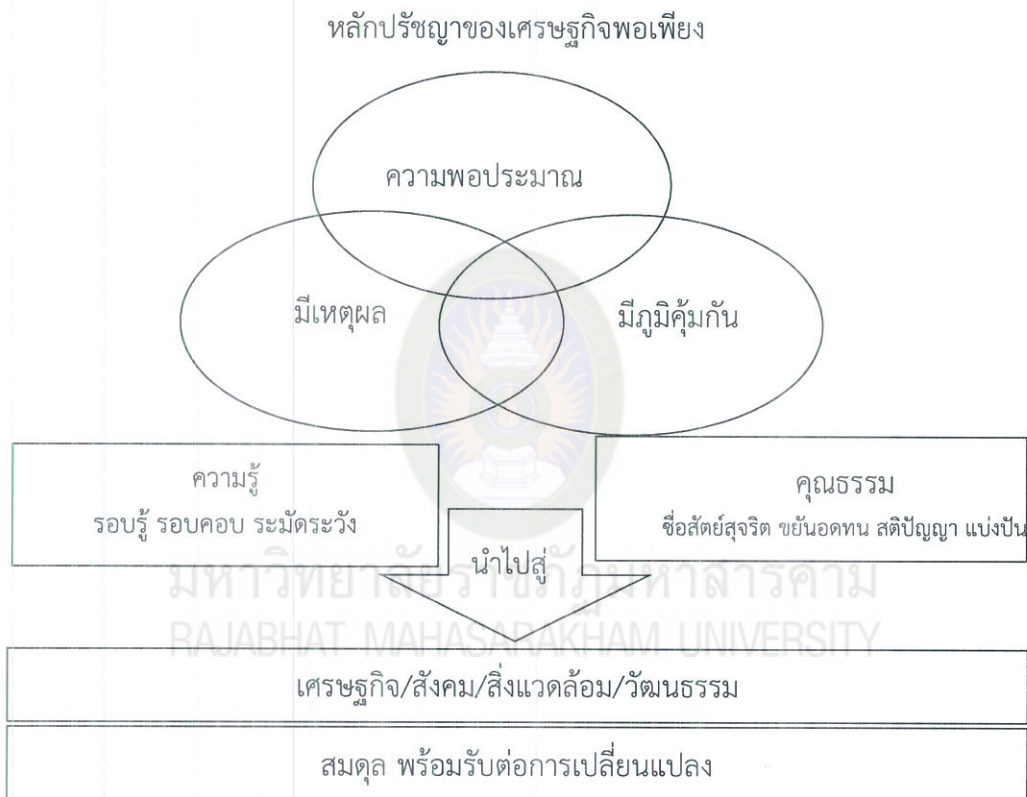 หลักปรัชญาของเศรษฐกิจพอเพียง
ความพอประมาณ
มีเหตุผล
มีภูมิคุ้มกัน
ความรู้
รอบรู้ รอบคอบ ระมัดระวัง
คุณธรรม
ซื่อสัตย์สุจริต ขยันอดทน สติปัญญา แบ่งปัน
นำไปสู่
มหาวิทยาลัยราชภัฏมหาสารคาม
RAJABHAT MAHASARAKHAM UNIVERSITY
เศรษฐกิจ/สังคม/สิ่งแวดล้อม/วัฒนธรรม
สมดุล พร้อมรับต่อการเปลี่ยนแปลง